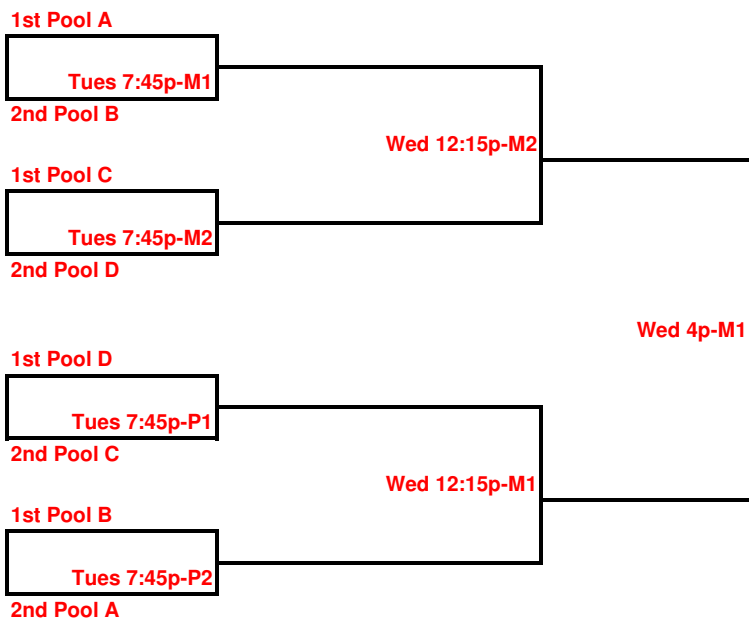 1st Pool A
Tues 7:45p-M1
2nd Pool B
Wed 12:15p-M2
1st Pool C
Tues 7:45p-M2
2nd Pool D
Wed 4p-M1
1st Pool D
Tues 7:45p-P1
2nd Pool C
Wed 12:15p-M1
1st Pool B
Tues 7:45p-P2
2nd Pool A